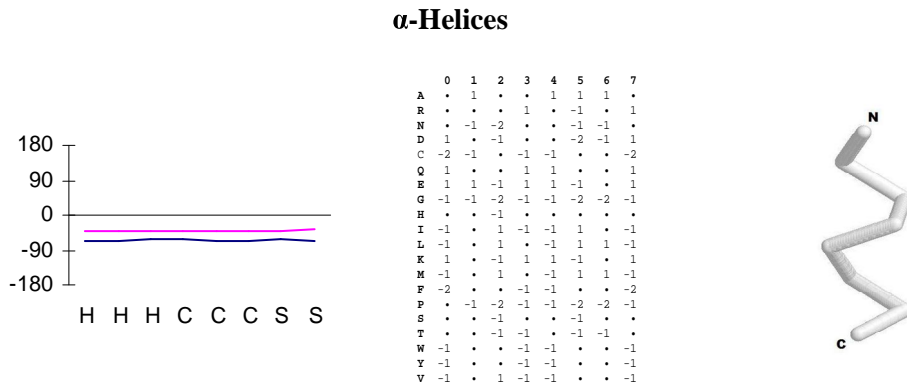 α-Helices
180
90
0
-90
-180
H H H C C C S S
0 1 2 3 4 5 6 7
A • 1 • • 1 1 1 •
R • • • 1 • -1 • 1
N • -1 -2 • • -1 -1 •
D 1 • -1 • • -2 -1 1
C -2 -1 • -1 -1 • • -2
Q 1 • • 1 1 • • 1
E 1 1 -1 1 1 -1 • 1
G -1 -1 -2 -1 -1 -2 -2 -1
H • • -1 • • • • •
I -1 • 1 -1 -1 1 • -1
L -1 • 1 • -1 1 1 -1
K 1 • -1 1 1 -1 • 1
M -1 • 1 • -1 1 1 -1
F -2 • • -1 -1 • • -2
P • -1 -2 -1 -1 -2 -2 -1
S • • -1 • • -1 • •
T • • -1 -1 • -1 -1 •
W -1 • • -1 -1 • • -1
Y -1 • • -1 -1 • • -1
V -1 • 1 -1 -1 • • -1
N
C